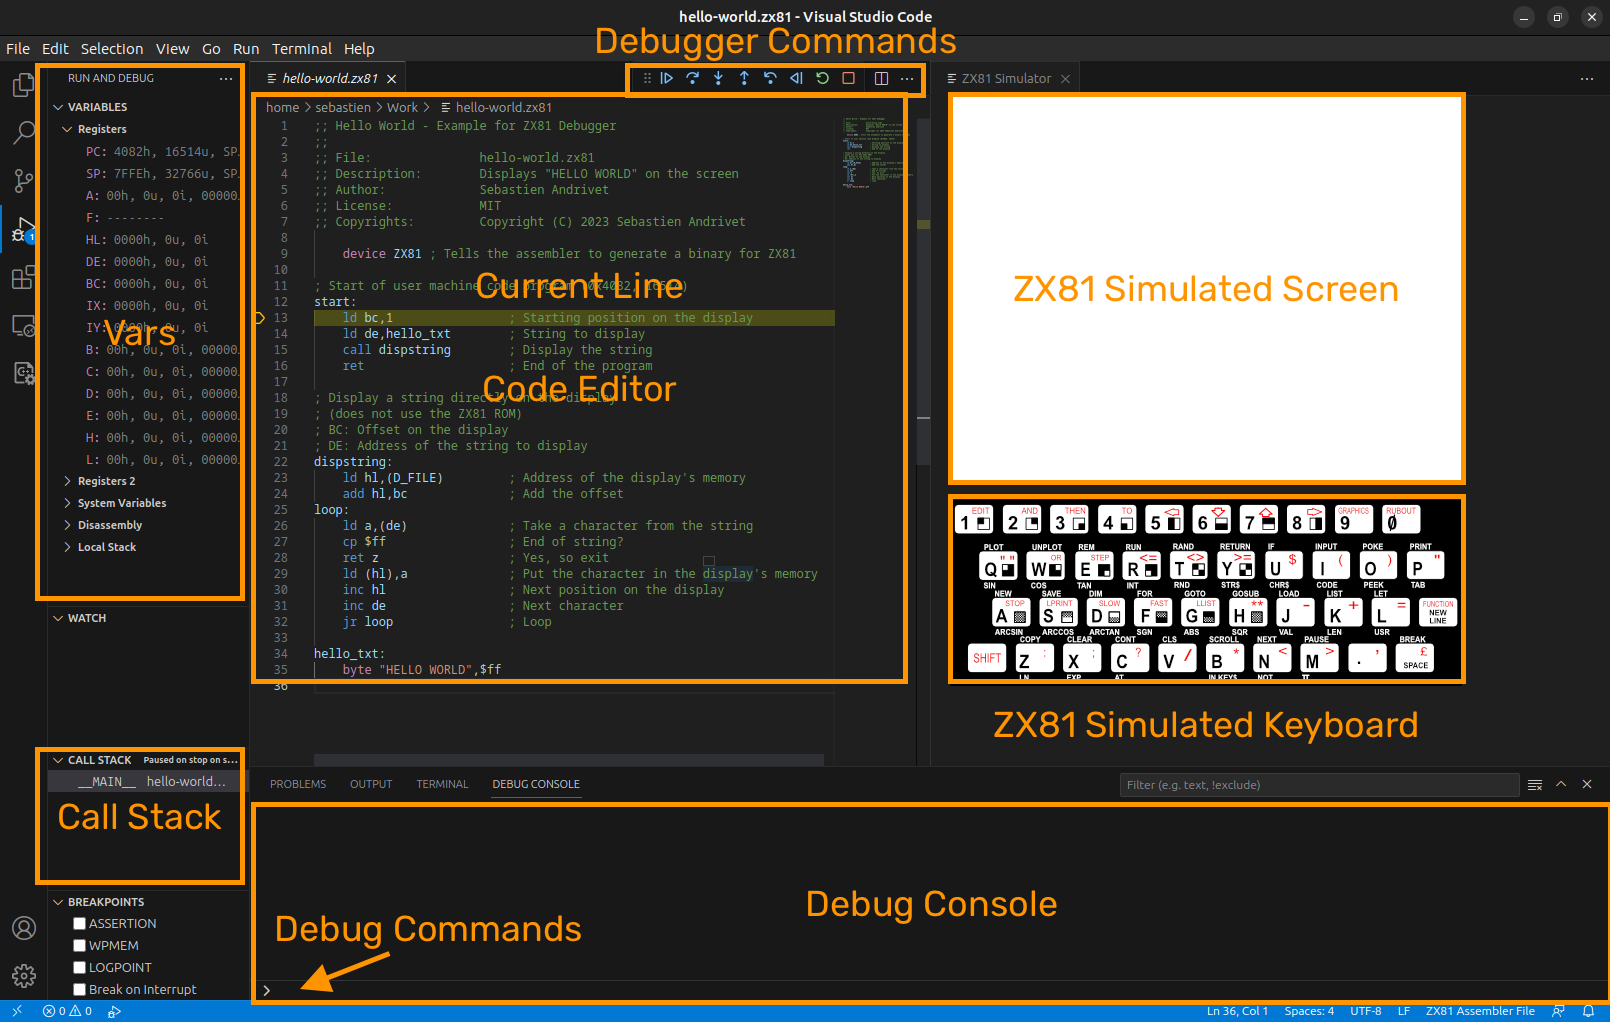 hello-world.zx81 - Visual Studio Code
File Edit Selection View Go Run Terminal Help
Debugger Commands
RUN AND DEBUG
VARIABLES
Registers
PC: 4082h, 16514u, SP…
SP: 7FFEh, 32766u, SP…
A: 00h, 0u, 0i, 00000…
F: --------
HL: 0000h, 0u, 0i
DE: 0000h, 0u, 0i
BC: 0000h, 0u, 0i
IX: 0000h, 0u, 0i
IY: 0000h, 0u, 0i
Vars
B: 00h, 0u, 0i, 00000…
C: 00h, 0u, 0i, 00000…
D: 00h, 0u, 0i, 00000…
E: 00h, 0u, 0i, 00000…
H: 00h, 0u, 0i, 00000…
L: 00h, 0u, 0i, 00000…
Registers 2
System Variables
Disassembly
Local Stack
WATCH
CALL STACK Paused on stop on s…
__MAIN__ hello-world…
Call Stack
BREAKPOINTS
ASSERTION
WPMEM
LOGPOINT
Break on Interrupt
1
hello-world.zx81
home > sebastien > Work > hello-world.zx81
1 ;; Hello World - Example for ZX81 Debugger
2 ;;
3 ;; File: hello-world.zx81
4 ;; Description: Displays "HELLO WORLD" on the screen
5 ;; Author: Sebastien Andrivet
6 ;; License: MIT
7 ;; Copyrights: Copyright (C) 2023 Sebastien Andrivet
8
9 device ZX81 ; Tells the assembler to generate a binary for ZX81
10
11 ; Start of user machine code program (0x4082, 16514)
Current Line
12 start:
13 ld bc,1 ; Starting position on the display
14 ld de,hello_txt ; String to display
15 call dispstring ; Display the string
16 ret ; End of the program
17
Code Editor
18 ; Display a string directly on the display
19 ; (does not use the ZX81 ROM)
20 ; BC: Offset on the display
21 ; DE: Address of the string to display
22 dispstring:
23 ld hl,(D_FILE) ; Address of the display's memory
24 add hl,bc ; Add the offset
25 loop:
26 ld a,(de) ; Take a character from the string
27 cp $ff ; End of string?
28 ret z ; Yes, so exit
29 ld (hl),a ; Put the character in the display's memory
30 inc hl ; Next position on the display
31 inc de ; Next character
32 jr loop ; Loop
33
34 hello_txt:
35 byte "HELLO WORLD",$ff
36
ZX81 Simulator
ZX81 Simulated Screen
EDIT AND THEN TO GRAPHICS RUBOUT
1 2 3 4 5 6 7 8 9 0
PLOT UNPLOT REM RUN RAND RETURN IF INPUT POKE PRINT
" " OR STEP <= <> >= $ ( ) "
Q W E R T Y U I O P
SIN COS TAN INT RND STR$ CHR$ CODE PEEK TAB
NEW SAVE DIM FOR GOTO GOSUB LOAD LIST LET
STOP LPRINT SLOW FAST LLIST ** - + = FUNCTION
A S D F G H J K L NEW LINE
ARCSIN ARCCOS ARCTAN SGN ABS SQR VAL LEN USR
COPY CLEAR CONT CLS SCROLL NEXT PAUSE BREAK
: ; ? / * < > , £
SHIFT Z X C V B N M . SPACE
LN EXP AT INKEY$ NOT π
ZX81 Simulated Keyboard
PROBLEMS OUTPUT TERMINAL DEBUG CONSOLE
Filter (e.g. text, !exclude)
Debug Console
Debug Commands
>
0 0
Ln 36, Col 1 Spaces: 4 UTF-8 LF ZX81 Assembler File